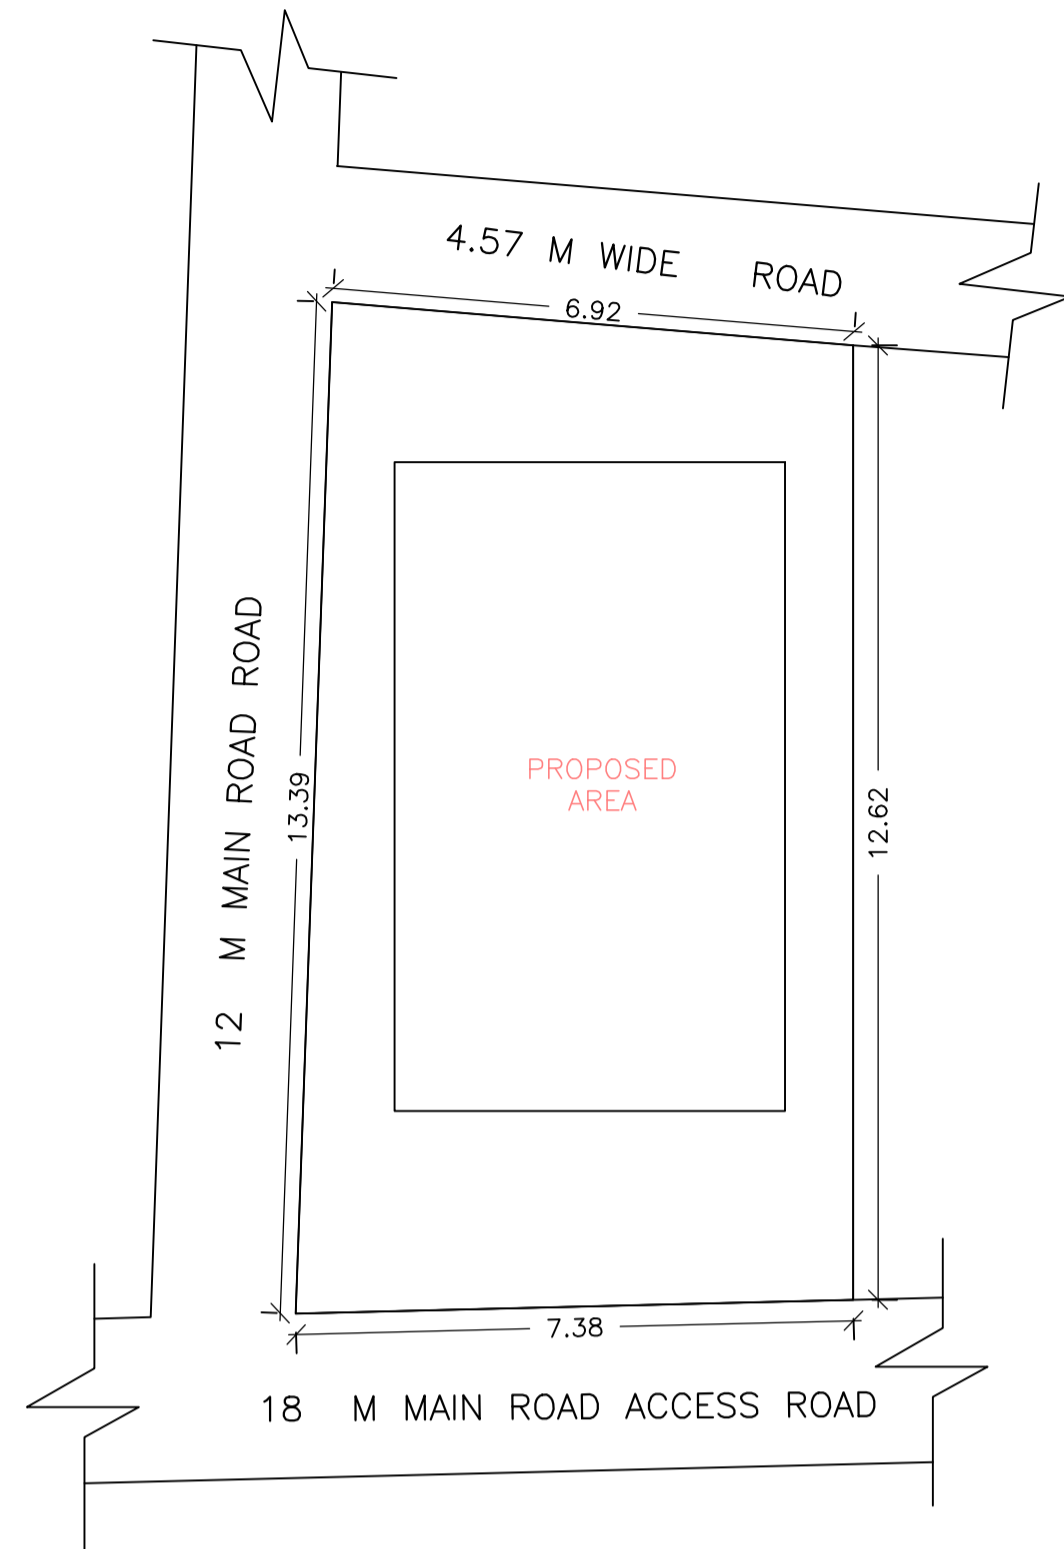 4.57 M WIDE ROAD
6.92
12 M MAIN ROAD ROAD
13.39
PROPOSED
AREA
12.62
7.38
18 M MAIN ROAD ACCESS ROAD